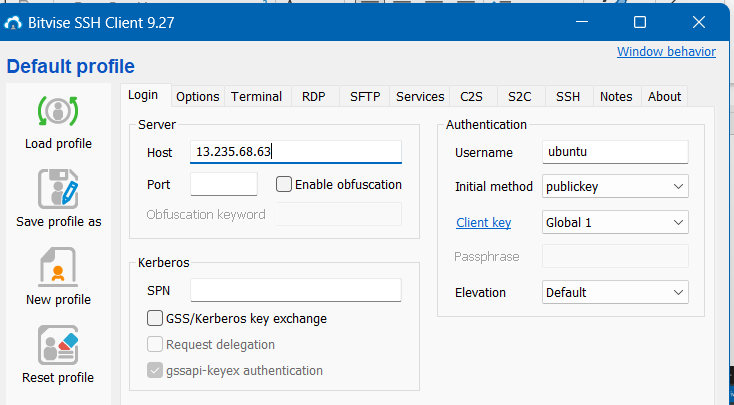 Bitvise SSH Client 9.27
Window behavior
Default profile
Load profile
Save profile as
New profile
Reset profile
Login Options Terminal RDP SFTP Services C2S S2C SSH Notes About
Server
Host 13.235.68.63
Port Enable obfuscation
Obfuscation keyword
Kerberos
SPN
GSS/Kerberos key exchange
Request delegation
gssapi-keyex authentication
Authentication
Username ubuntu
Initial method publickey
Client key Global 1
Passphrase
Elevation Default